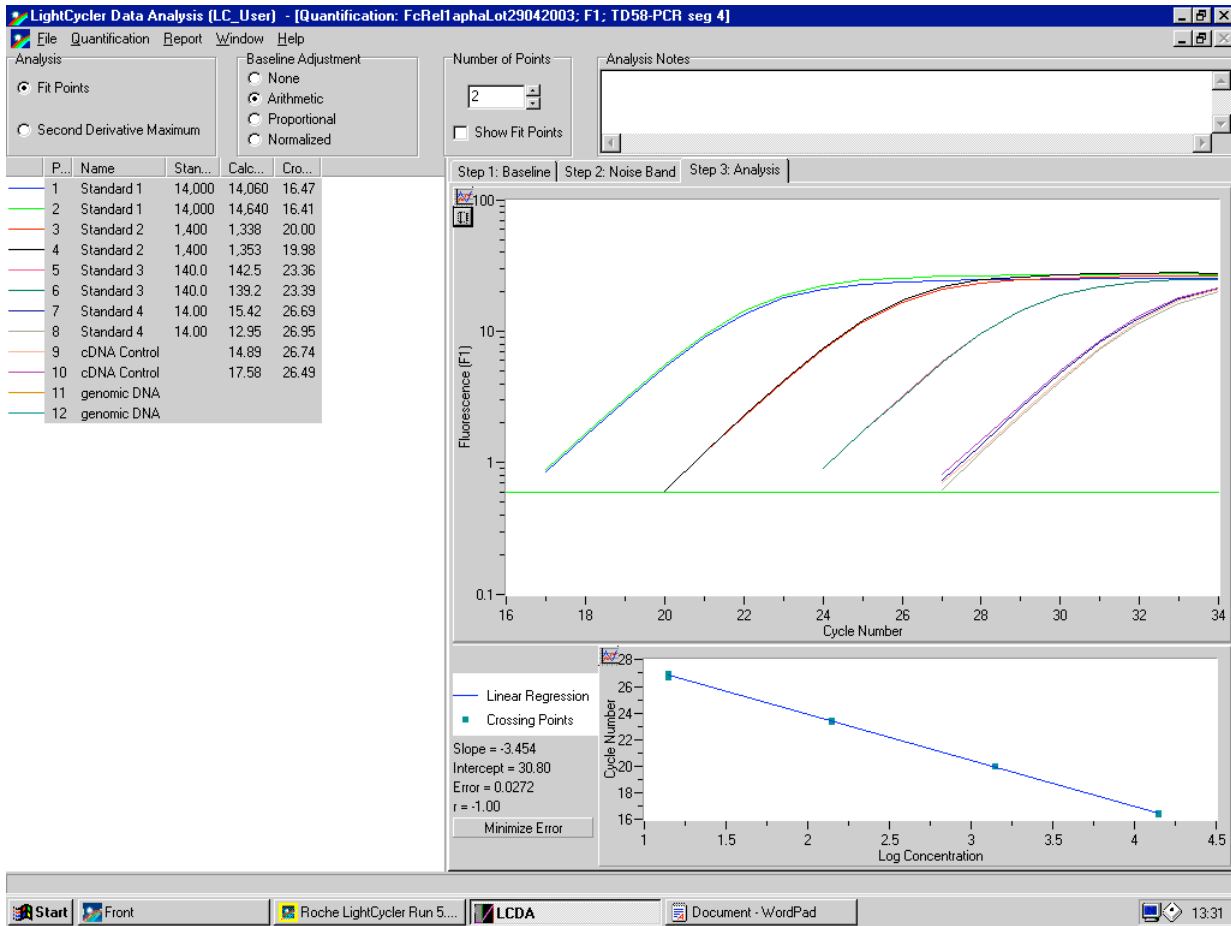 LightCycler Data Analysis (LC_User) - [Quantification: FcReI1aphaLot29042003; F1; TD58-PCR seg 4]
File Quantification Report Window Help
Analysis
Fit Points
Second Derivative Maximum
Baseline Adjustment
None
Arithmetic
Proportional
Normalized
Number of Points
2
Show Fit Points
Analysis Notes
P... Name Stan... Calc... Cro...
1 Standard 1 14,000 14,060 16.47
2 Standard 1 14,000 14,640 16.41
3 Standard 2 1,400 1,338 20.00
4 Standard 2 1,400 1,353 19.98
5 Standard 3 140.0 142.5 23.36
6 Standard 3 140.0 139.2 23.39
7 Standard 4 14.00 15.42 26.69
8 Standard 4 14.00 12.95 26.95
9 cDNA Control 14.89 26.74
10 cDNA Control 17.58 26.49
11 genomic DNA
12 genomic DNA
Step 1: Baseline Step 2: Noise Band Step 3: Analysis
100
10
1
0.1
Fluorescence (F1)
16 18 20 22 24 26 28 30 32 34
Cycle Number
Linear Regression
Crossing Points
Slope = -3.454
Intercept = 30.80
Error = 0.0272
r = -1.00
Minimize Error
28
26
24
22
20
18
16
Cycle Number
1 1.5 2 2.5 3 3.5 4 4.5
Log Concentration
Start Front Roche LightCycler Run 5.... LCDA Document - WordPad 13:31